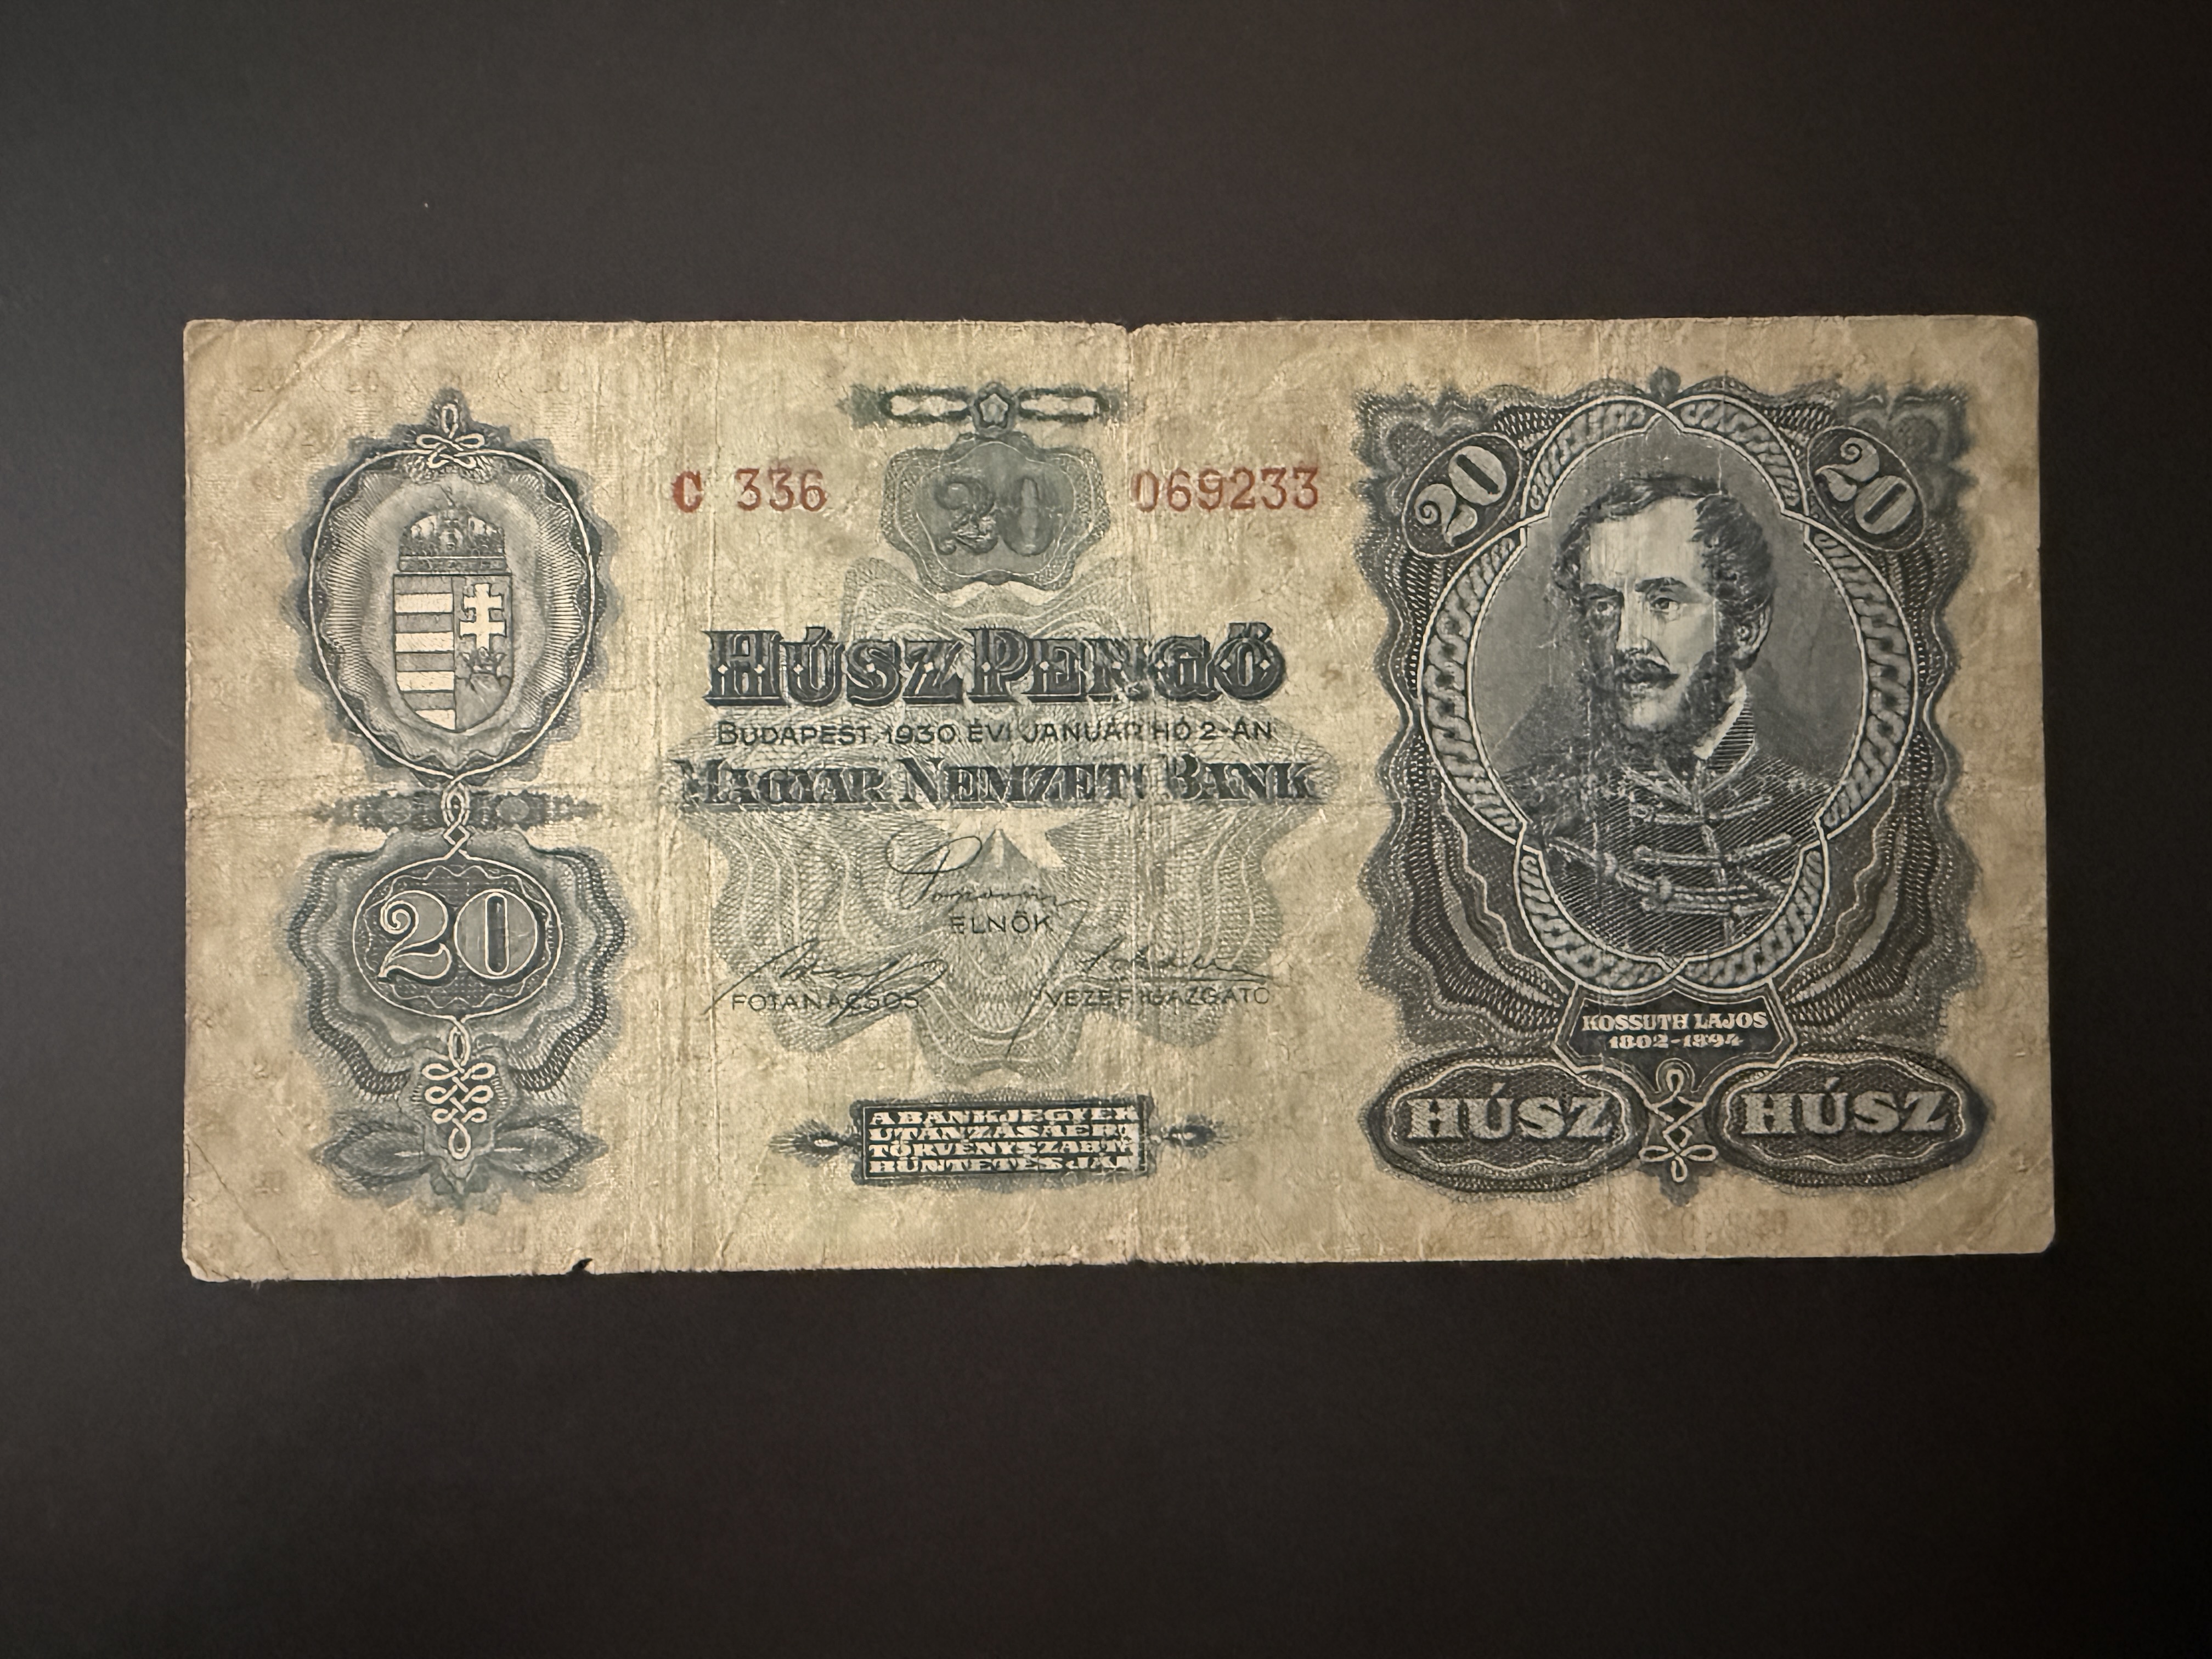 C 336 20 069233
20 20
HÚSZ PENGŐ
BUDAPEST, 1930. ÉVI JANUÁR HÓ 2-ÁN
MAGYAR NEMZETI BANK
ELNÖK
FŐTANÁCSOS VEZÉRIGAZGATÓ
20
KOSSUTH LAJOS
1802-1894
HÚSZ HÚSZ
A BANKJEGYEK
UTÁNZÁSÁÉRT
TÖRVÉNYSZABTA
BÜNTETÉS JÁR